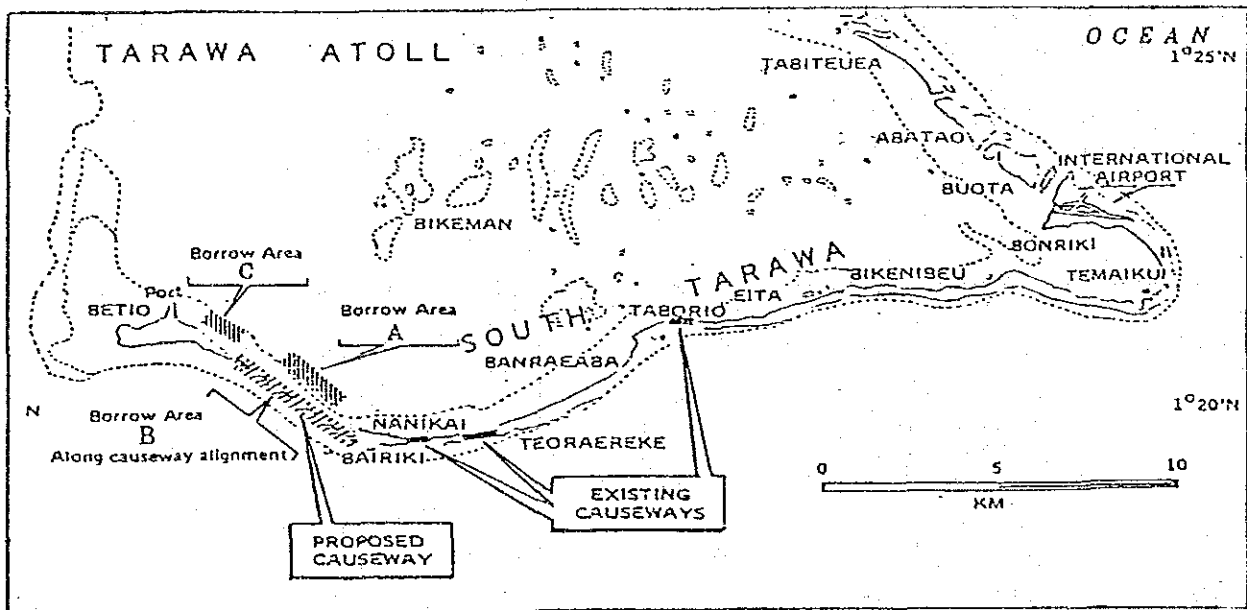 TARAWA ATOLL
OCEAN
1°25'N
TABITEUEA
ABATAO
INTERNATIONAL
AIRPORT
BUOTA
BIKEMAN
BONRIKI
Borrow Area
C
SOUTH TARAWA
BIKENIBEU
TEMAIKU
EITA
Port
BETIO
TABORIO
Borrow Area
A
BANRAEABA
N
Borrow Area
B
Along causeway alignment
NANIKAI
1°20'N
TEORAEREKE
BAIRIKI
0 5 10
KM
EXISTING
CAUSEWAYS
PROPOSED
CAUSEWAY